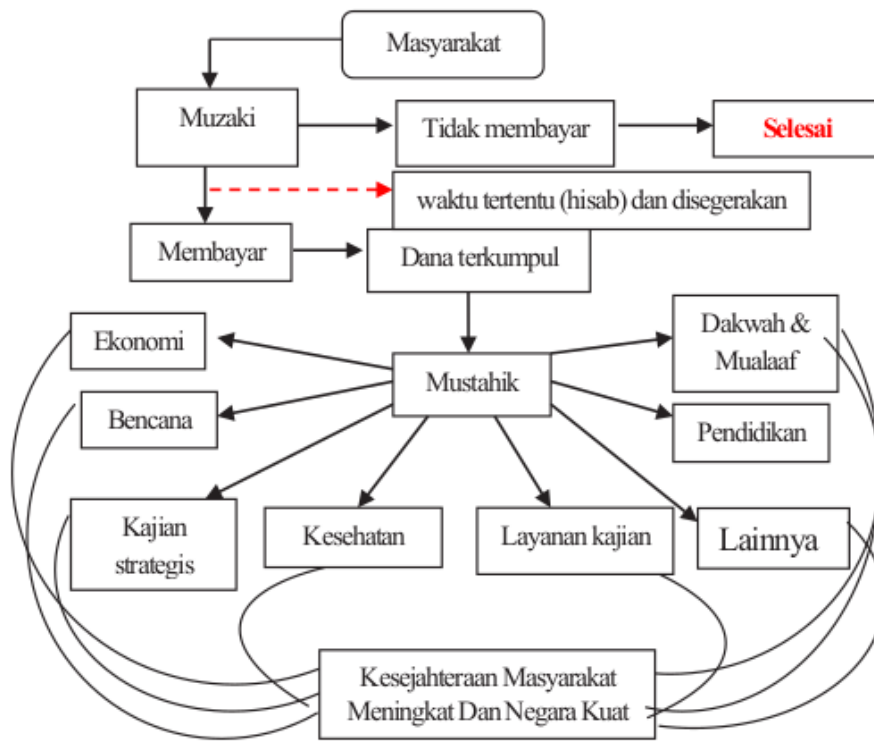 Masyarakat
Muzaki
Tidak membayar
Selesai
waktu tertentu (hisab) dan disegerakan
Membayar
Dana terkumpul
Ekonomi
Dakwah &
Mualaaf
Mustahik
Bencana
Pendidikan
Kajian
strategis
Kesehatan
Layanan kajian
Lainnya
Kesejahteraan Masyarakat
Meningkat Dan Negara Kuat